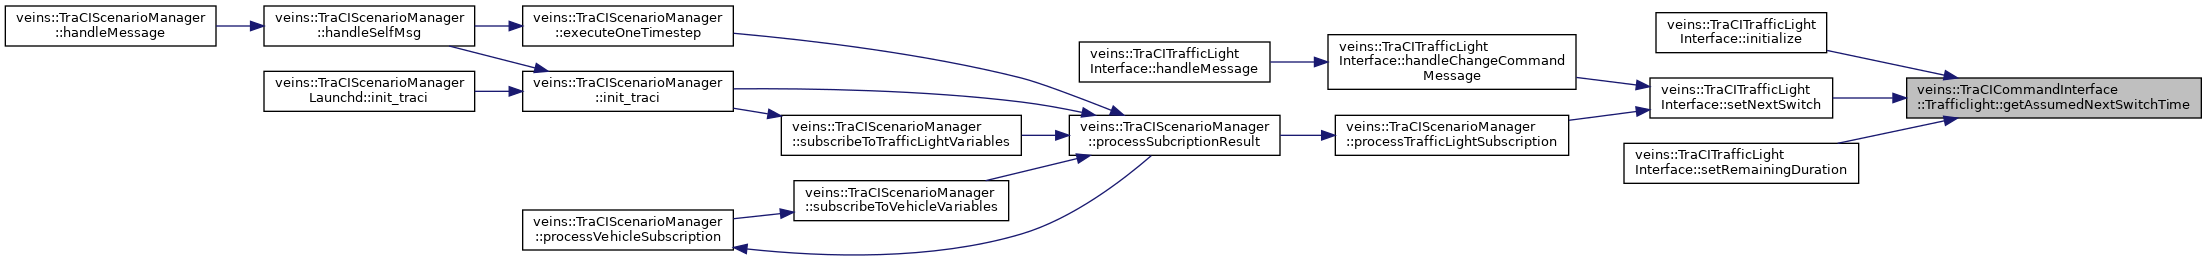 veins::TraCIScenarioManager
::handleMessage
veins::TraCIScenarioManager
::handleSelfMsg
veins::TraCIScenarioManager
::executeOneTimestep
veins::TraCIScenarioManager
Launchd::init_traci
veins::TraCIScenarioManager
::init_traci
veins::TraCIScenarioManager
::subscribeToTrafficLightVariables
veins::TraCIScenarioManager
::subscribeToVehicleVariables
veins::TraCIScenarioManager
::processVehicleSubscription
veins::TraCITrafficLight
Interface::handleMessage
veins::TraCIScenarioManager
::processSubcriptionResult
veins::TraCITrafficLight
Interface::handleChangeCommand
Message
veins::TraCIScenarioManager
::processTrafficLightSubscription
veins::TraCITrafficLight
Interface::initialize
veins::TraCITrafficLight
Interface::setNextSwitch
veins::TraCITrafficLight
Interface::setRemainingDuration
veins::TraCICommandInterface
::Trafficlight::getAssumedNextSwitchTime